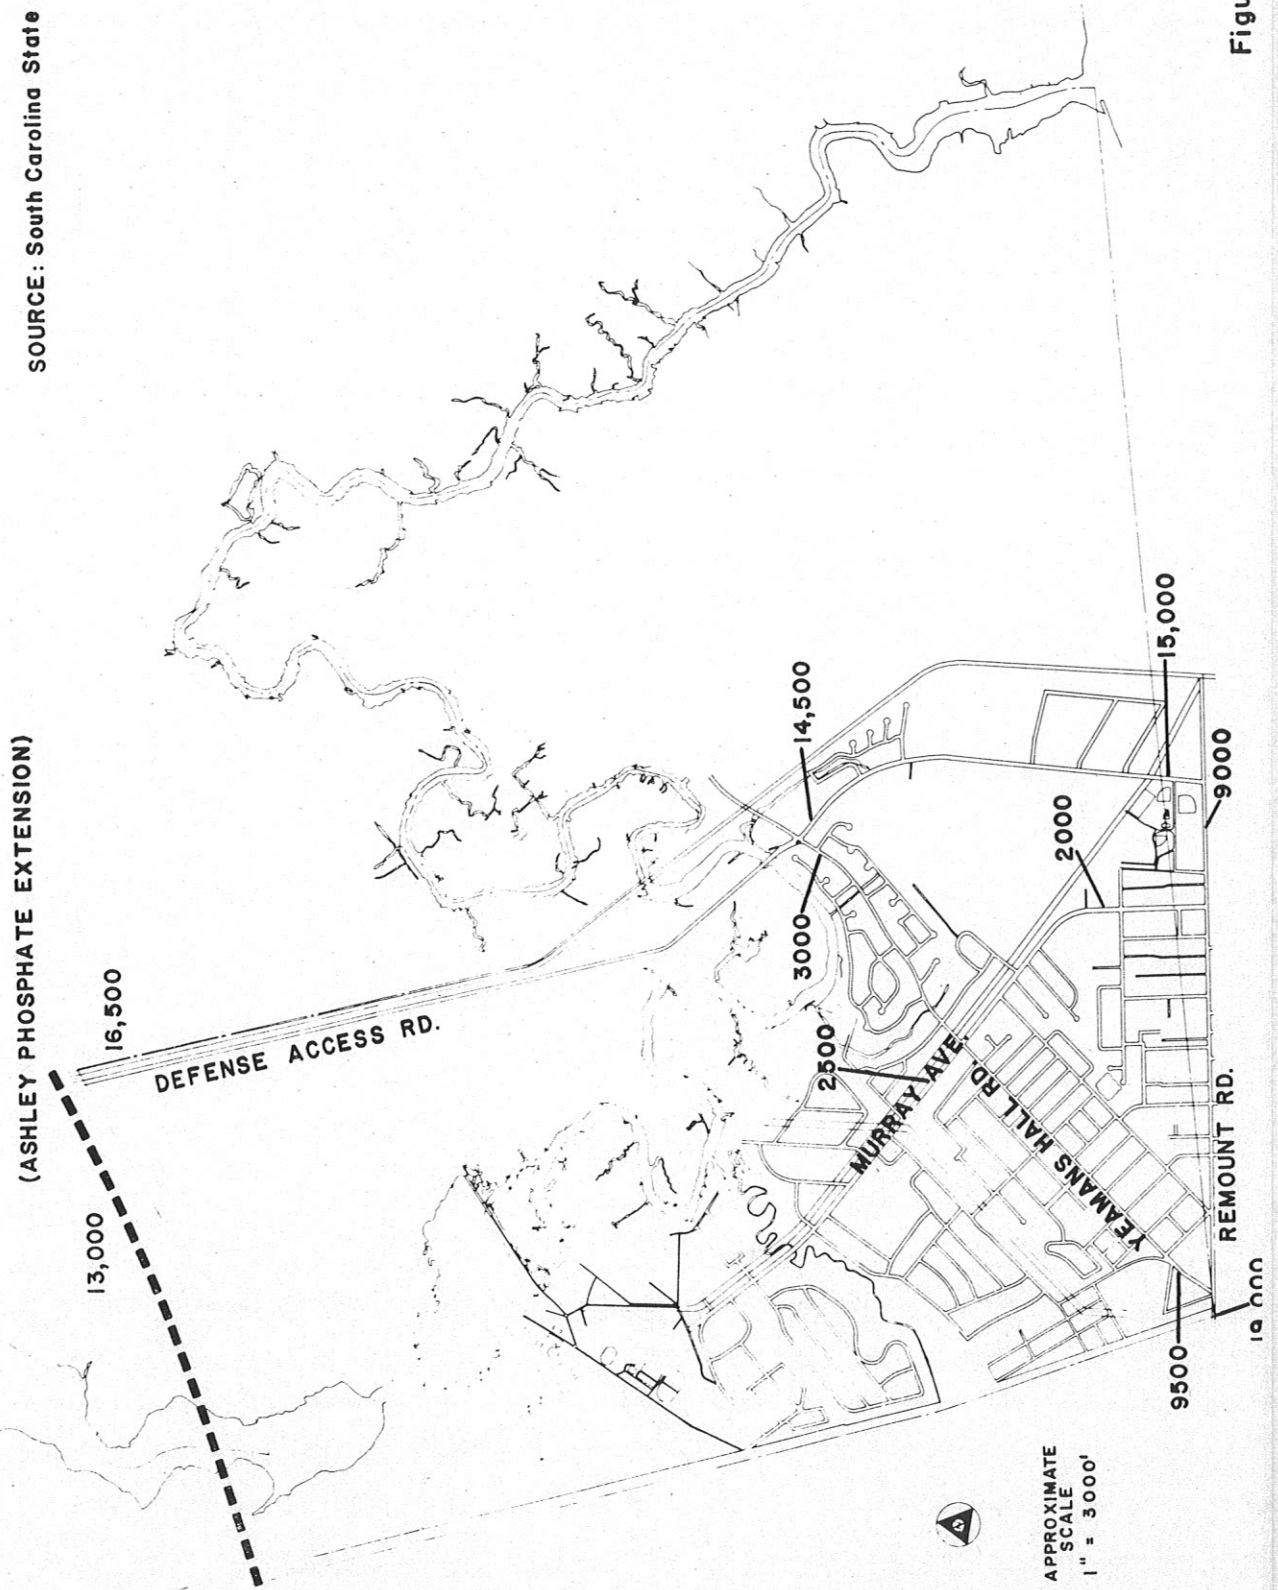 SOURCE: South Carolina State
Figu
(ASHLEY PHOSPHATE EXTENSION)
16,500
13,000
DEFENSE ACCESS RD.
14,500
15,000
9000
2000
3000
2500
MURRAY AVE.
YEAMANS HALL RD.
REMOUNT RD.
9500
APPROXIMATE
SCALE
1" = 3000'